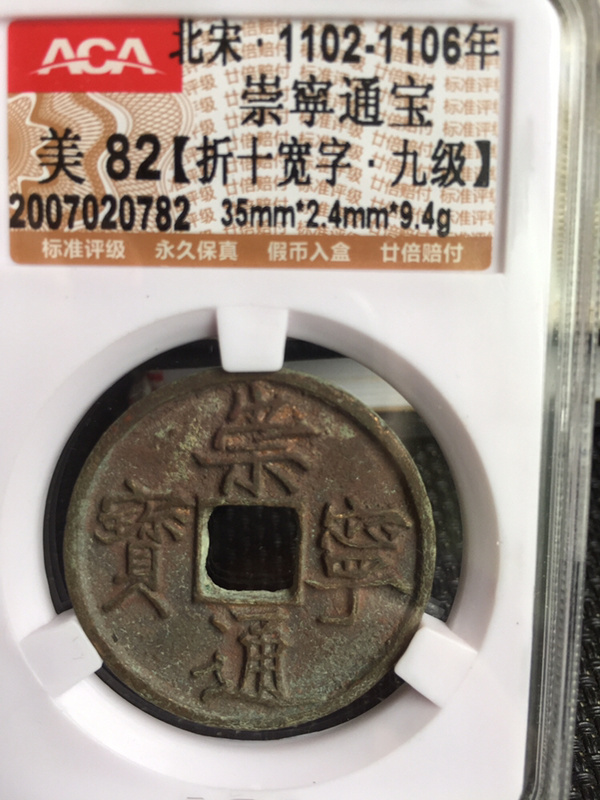 ACA
北宋·1102-1106年
崇寧通宝
美 82【折十宽字·九级】
2007020782 35mm*2.4mm*9.4g
标准评级 永久保真 假币入盒 廿倍赔付
崇
寧
通
寶